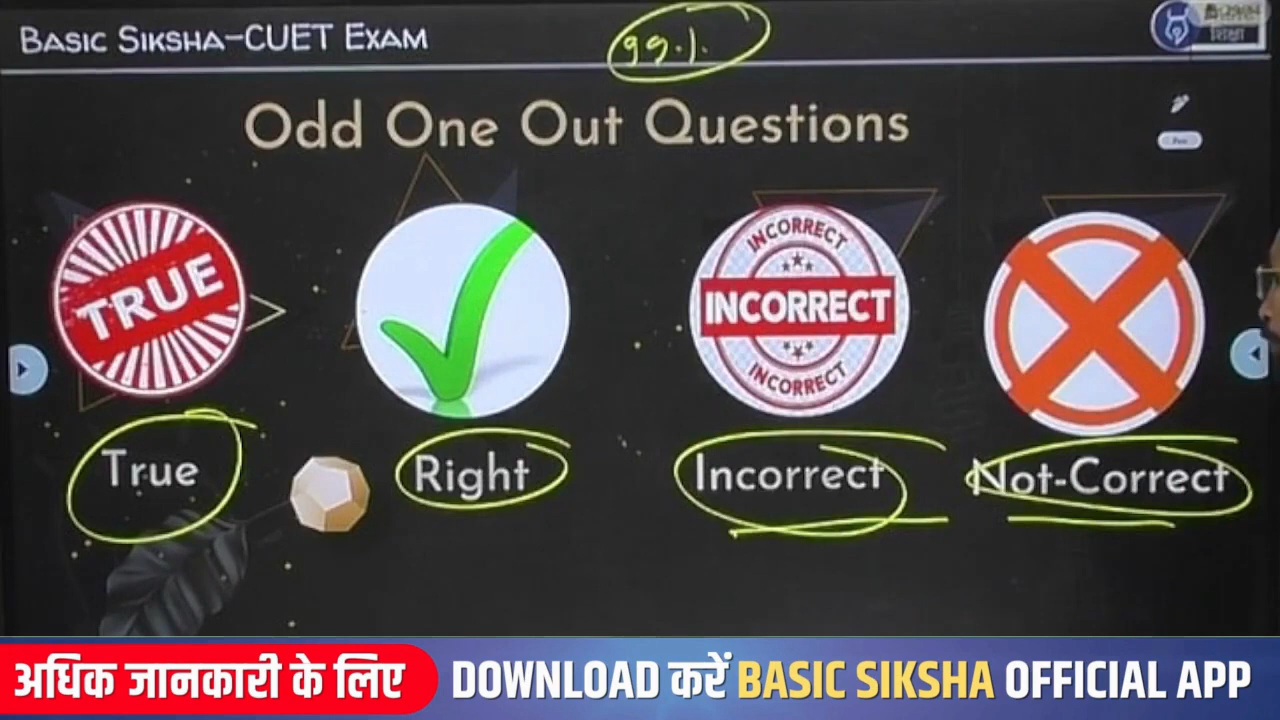 BASIC SIKSHA-CUET EXAM
99.1.
शिक्षा
Odd One Out Questions
Pen
TRUE
INCORRECT
INCORRECT
INCORRECT
True
Right
Incorrect
Not-Correct
अधिक जानकारी के लिए
DOWNLOAD करें BASIC SIKSHA OFFICIAL APP